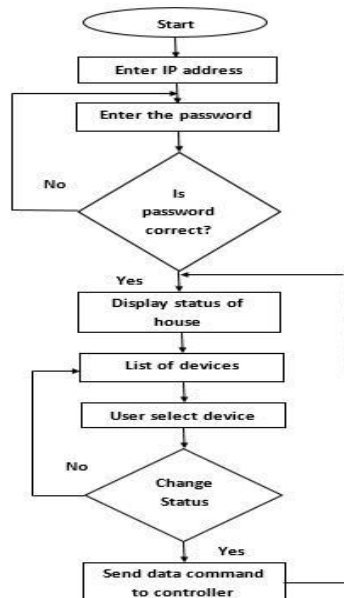 Start
Enter IP address
Enter the password
No
Is
password
correct?
Yes
Display status of
house
List of devices
User select device
No
Change
Status
Yes
Send data command
to controller